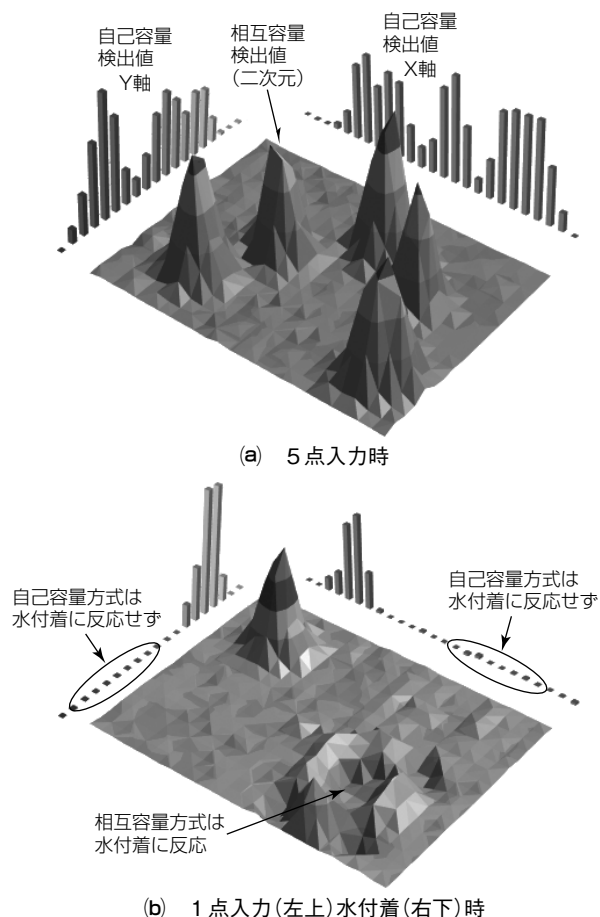 自己容量
検出値
Y軸
相互容量
検出値
(二次元)
自己容量
検出値
X軸
(a) 5点入力時
自己容量方式は
水付着に反応せず
自己容量方式は
水付着に反応せず
相互容量方式は
水付着に反応
(b) 1点入力(左上)水付着(右下)時